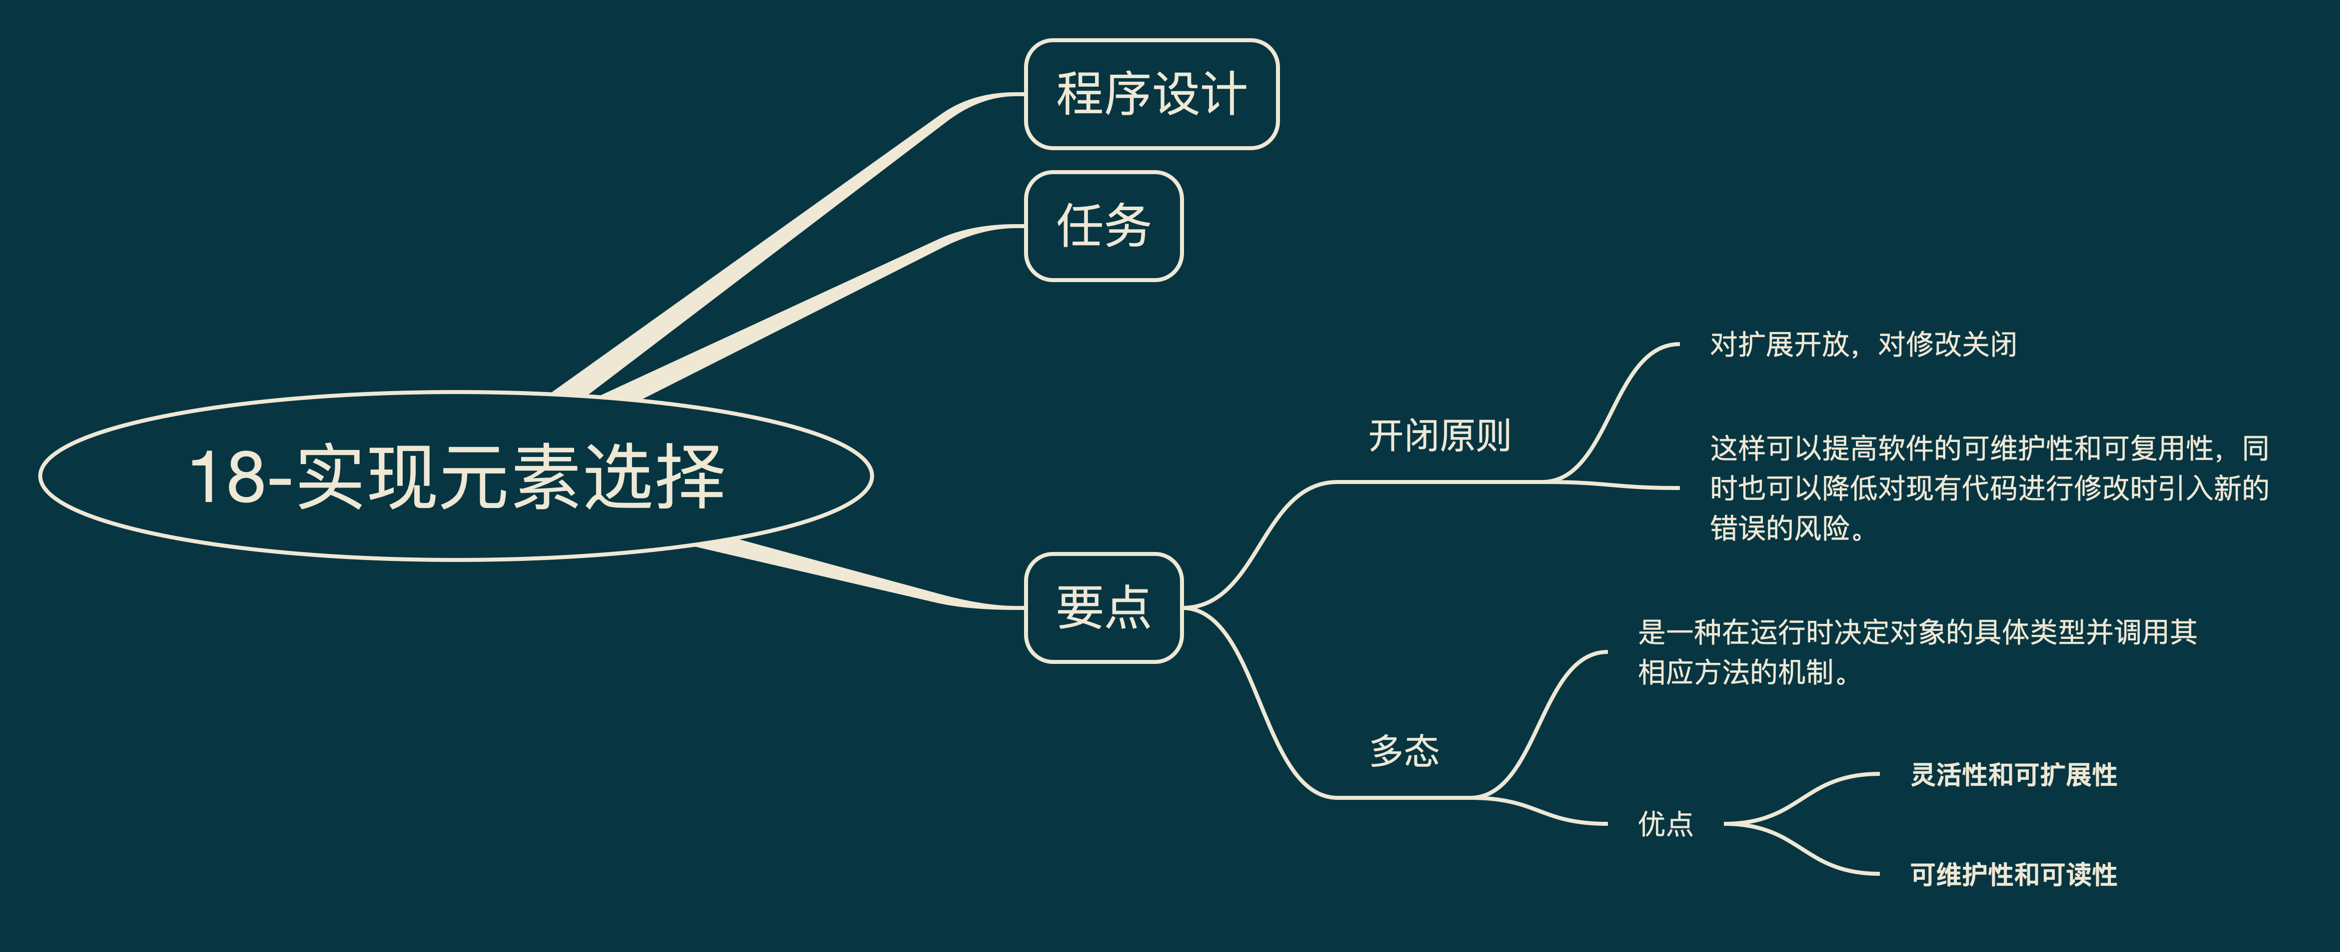 程序设计
任务
18-实现元素选择
要点
开闭原则
对扩展开放，对修改关闭
这样可以提高软件的可维护性和可复用性，同
时也可以降低对现有代码进行修改时引入新的
错误的风险。
多态
是一种在运行时决定对象的具体类型并调用其
相应方法的机制。
优点
灵活性和可扩展性
可维护性和可读性